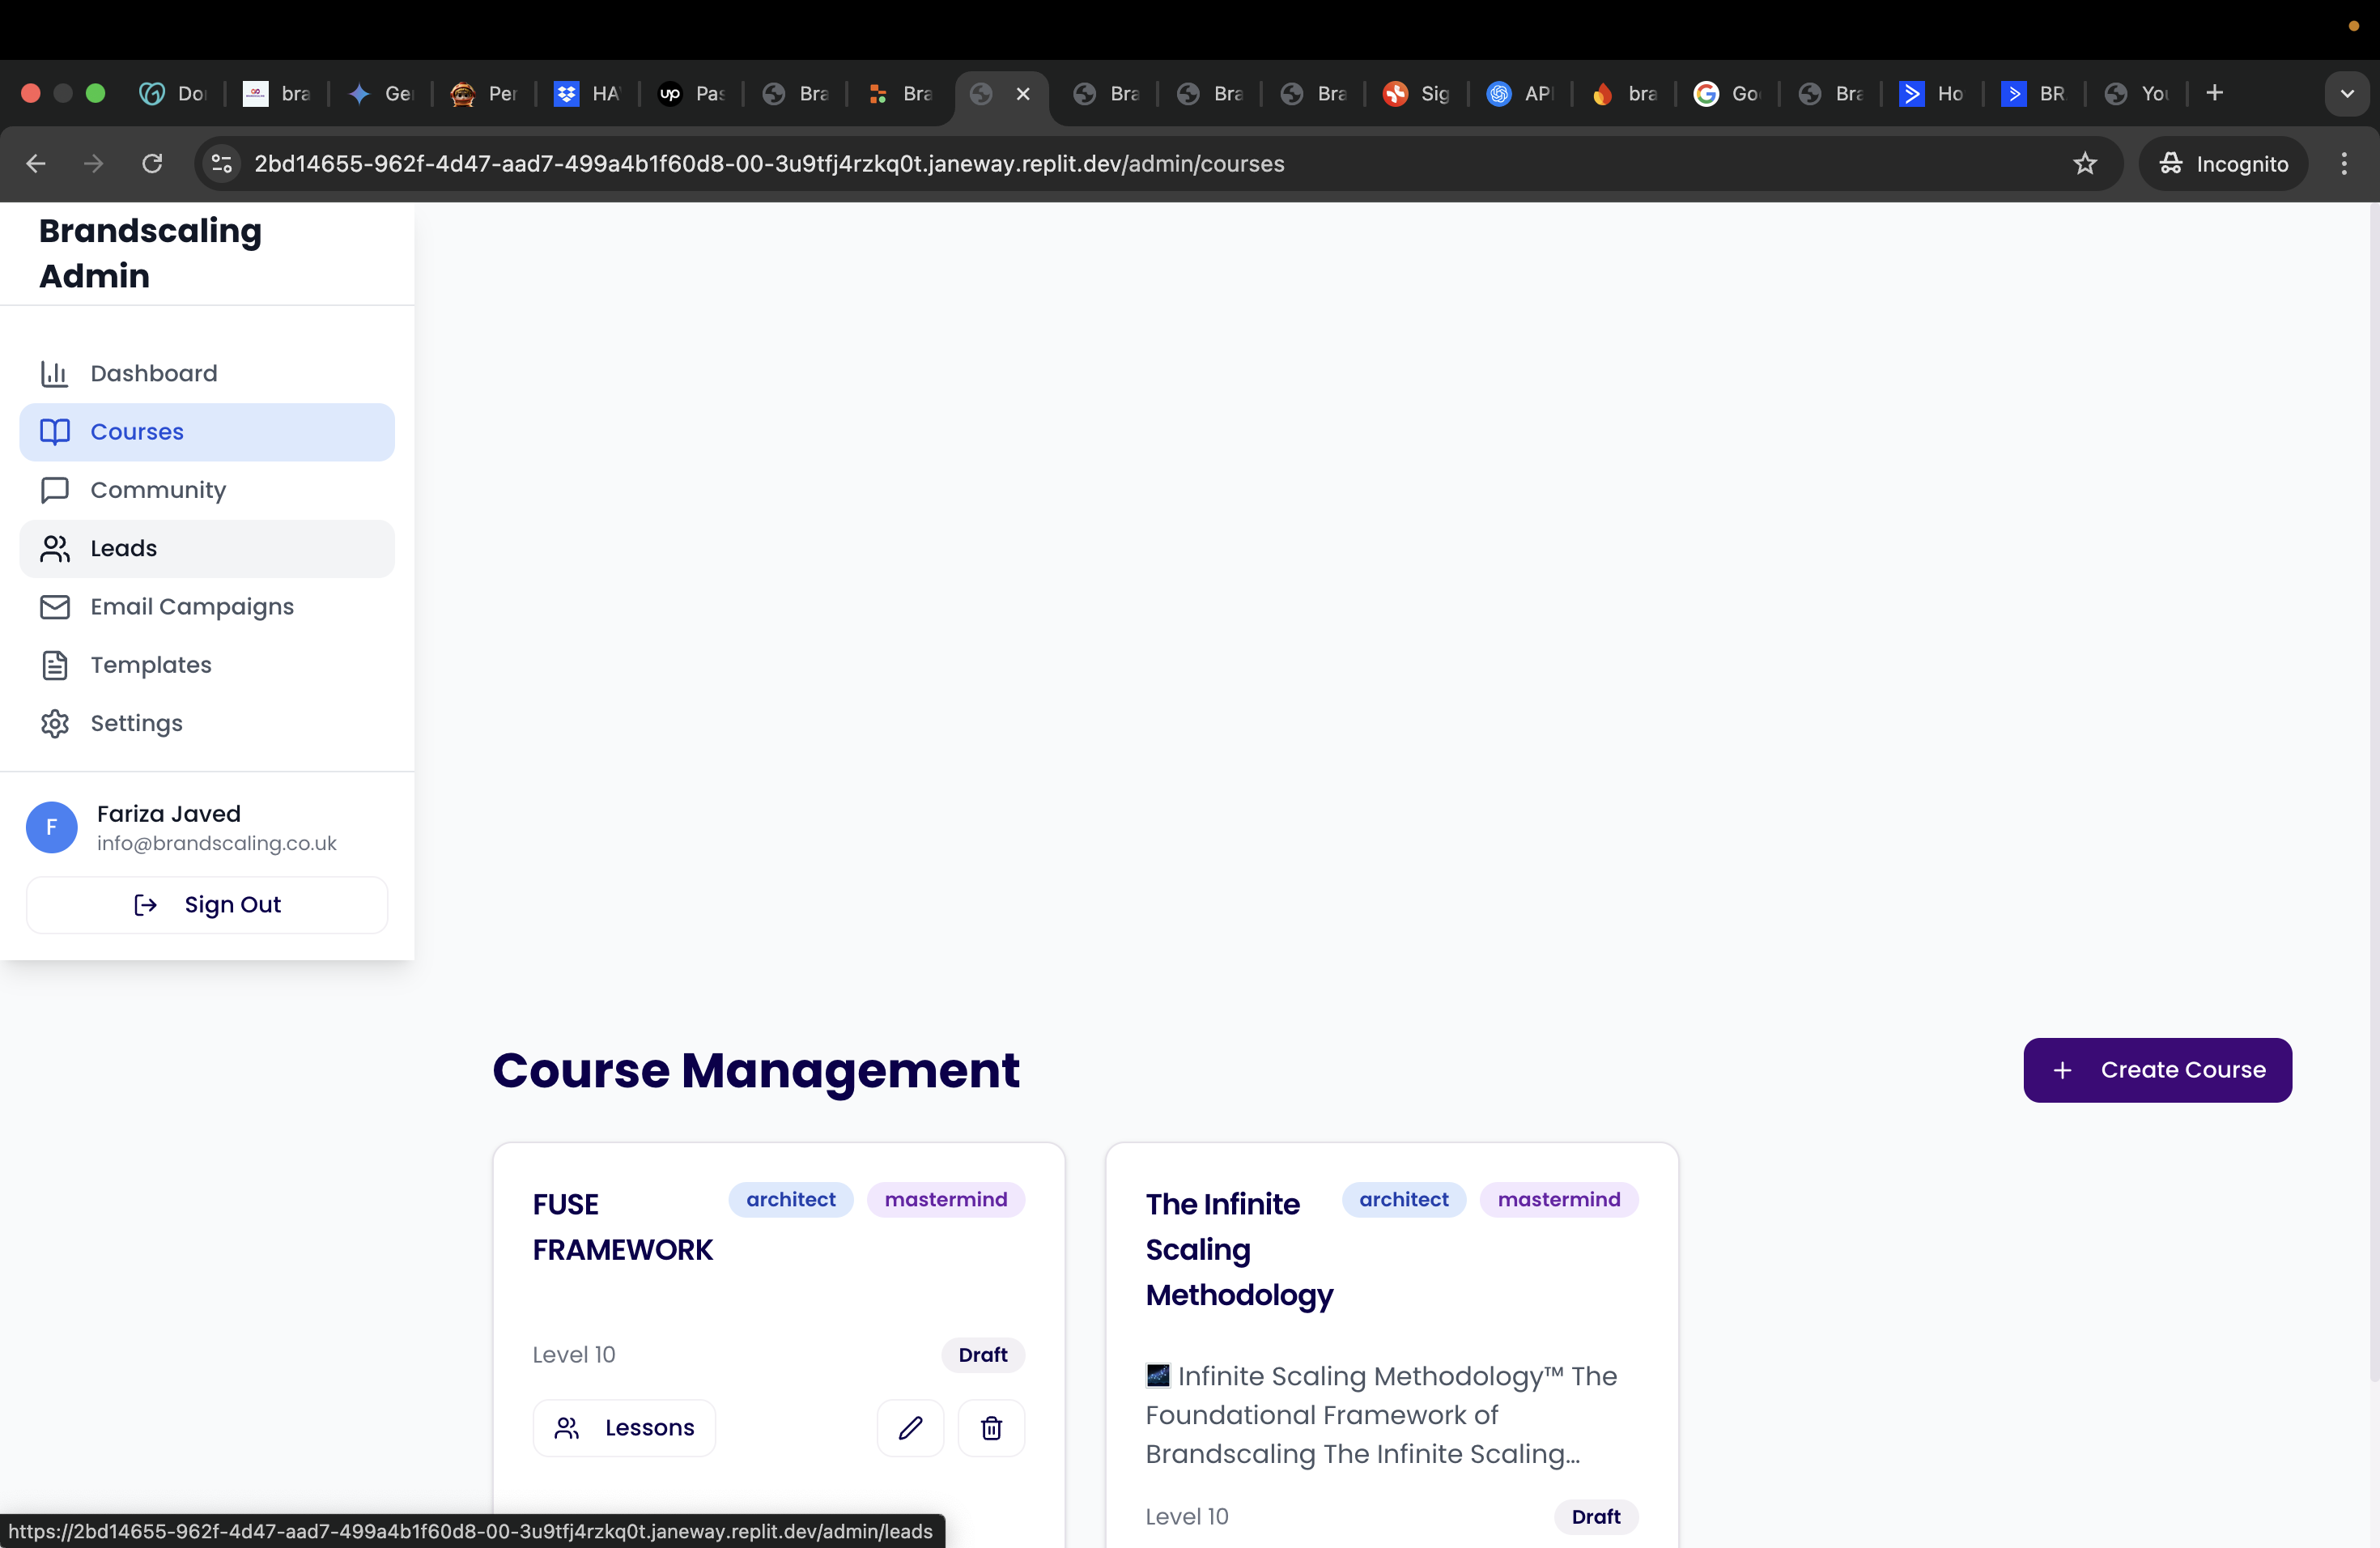 Do
bra
Ge
Per
HA
up
Pas
Bra
Bra
Bra
Bra
Bra
Sig
AP
bra
Go
Bra
Ho
BR
You
2bd14655-962f-4d47-aad7-499a4b1f60d8-00-3u9tfj4rzkq0t.janeway.replit.dev/admin/courses
Incognito
Brandscaling
Admin
Dashboard
Courses
Community
Leads
Email Campaigns
Templates
Settings
F
Fariza Javed
info@brandscaling.co.uk
Sign Out
Course Management
Create Course
FUSE
FRAMEWORK
architect
mastermind
Level 10
Draft
Lessons
The Infinite
Scaling
Methodology
architect
mastermind
Infinite Scaling Methodology™ The
Foundational Framework of
Brandscaling The Infinite Scaling...
Level 10
Draft
https://2bd14655-962f-4d47-aad7-499a4b1f60d8-00-3u9tfj4rzkq0t.janeway.replit.dev/admin/leads